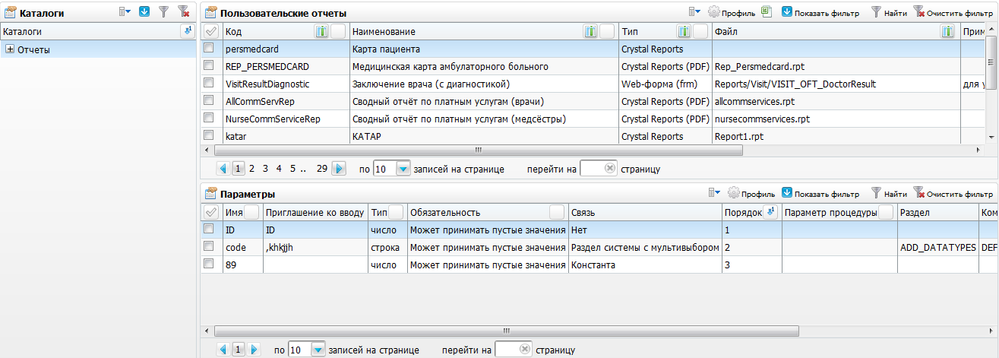 Каталоги
Каталоги
Отчеты
Пользовательские отчеты Профиль Показать фильтр Найти Очистить фильтр
Код Наименование Тип Файл Прим
persmedcard Карта пациента Crystal Reports
REP_PERSMEDCARD Медицинская карта амбулаторного больного Crystal Reports (PDF) Rep_Persmedcard.rpt
VisitResultDiagnostic Заключение врача (с диагностикой) Web-форма (frm) Reports/Visit/VISIT_OFT_DoctorResult для у
AllCommServRep Сводный отчёт по платным услугам (врачи) Crystal Reports (PDF) allcommservices.rpt
NurseCommServiceRep Сводный отчёт по платным услугам (медсёстры) Crystal Reports (PDF) nursecommservices.rpt
katar КАТАР Crystal Reports Report1.rpt
1 2 3 4 5 .. 29 по 10 записей на странице перейти на страницу
Параметры Профиль Показать фильтр Найти Очистить фильтр
Имя Приглашение ко вводу Тип Обязательность Связь Порядок Параметр процедуры Раздел Ком
ID ID число Может принимать пустые значения Нет 1
code ,khkjjh строка Может принимать пустые значения Раздел системы с мультивыбором 2 ADD_DATATYPES DEF
89 число Может принимать пустые значения Константа 3
1 по 10 записей на странице перейти на страницу